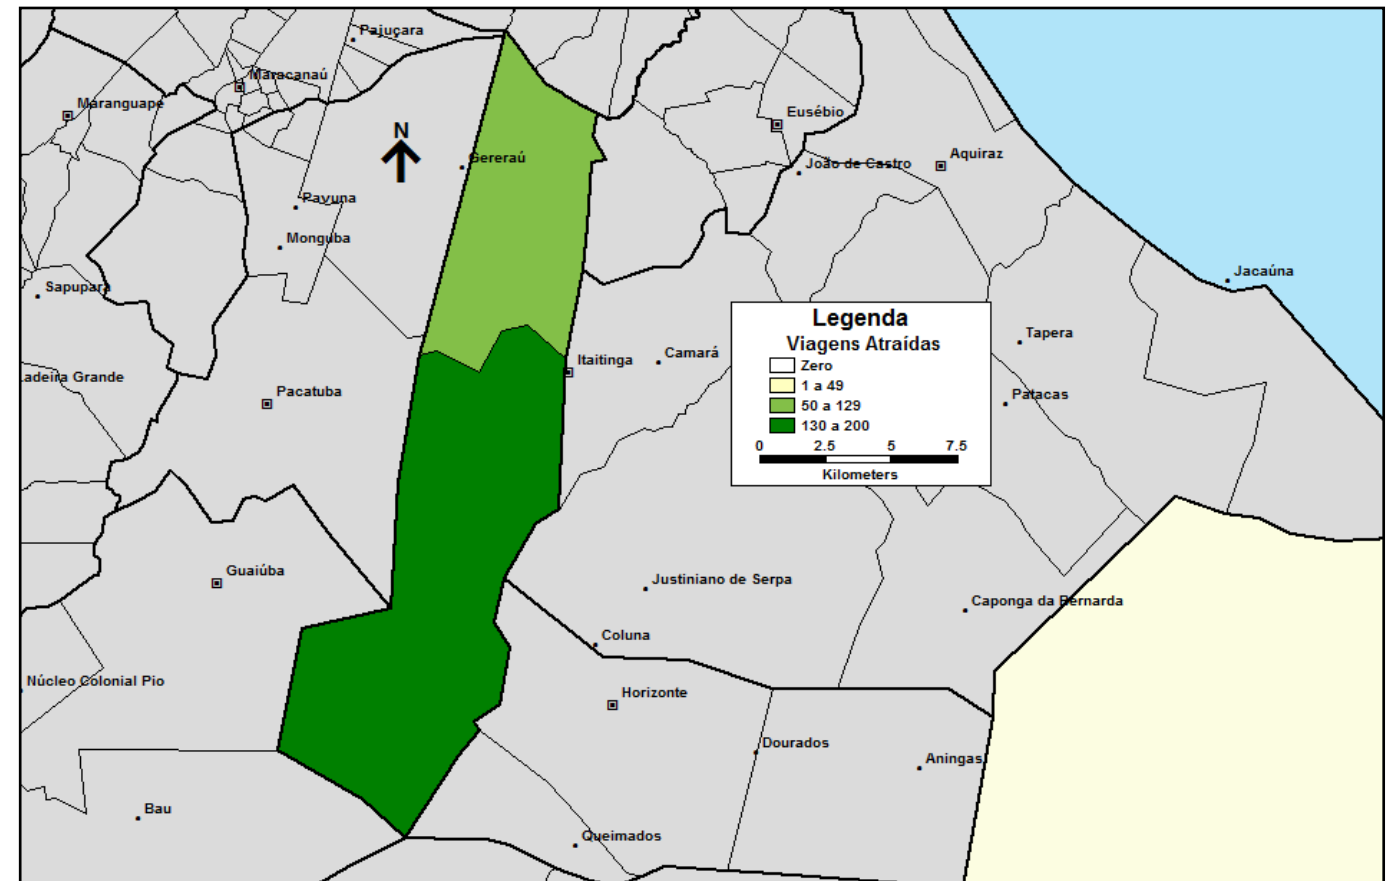 Pajuçara
Maracanaú
Maranguape
Eusébio
N
Gereraú
João de Castro
Aquiraz
Pavuna
Monguba
Jacaúna
Sapupara
Legenda
Viagens Atraídas
Zero
1 a 49
50 a 129
130 a 200
0 2.5 5 7.5
Kilometers
Tapera
Itaitinga
Camará
Ladeira Grande
Pacatuba
Patacas
Guaiúba
Justiniano de Serpa
Caponga da Bernarda
Coluna
Núcleo Colonial Pio
Horizonte
Dourados
Aningas
Bau
Queimados